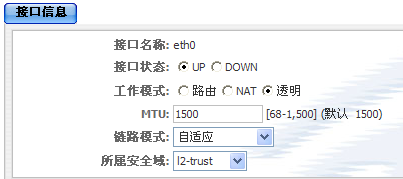 接口信息
接口名称: eth0
接口状态: UP DOWN
工作模式: 路由 NAT 透明
MTU: 1500 [68-1,500] (默认 1500)
链路模式: 自适应
所属安全域: l2-trust